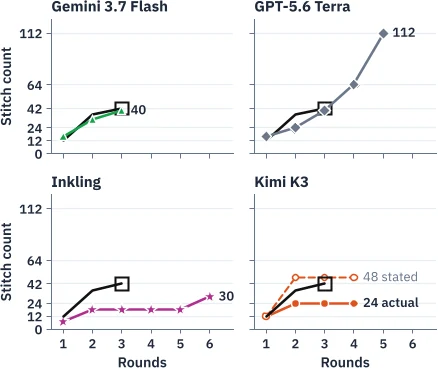 Gemini 3.7 Flash
GPT-5.6 Terra
Stitch count
112
64
42
24
12
0
40
112
Inkling
Kimi K3
Stitch count
112
64
42
24
12
0
30
48 stated
24 actual
1 2 3 4 5 6
1 2 3 4 5 6
Rounds
Rounds